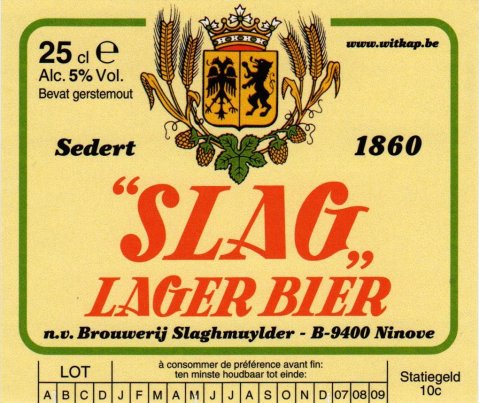 25 cl ℮
Alc. 5% Vol.
Bevat gerstemout
www.witkap.be
Sedert 1860
“SLAG„
LAGER BIER
n.v. Brouwerij Slaghmuylder - B-9400 Ninove
LOT
à consommer de préférence avant fin:
ten minste houdbaar tot einde:
Statiegeld
10c
A B C D J F M A M J J A S O N D 07 08 09